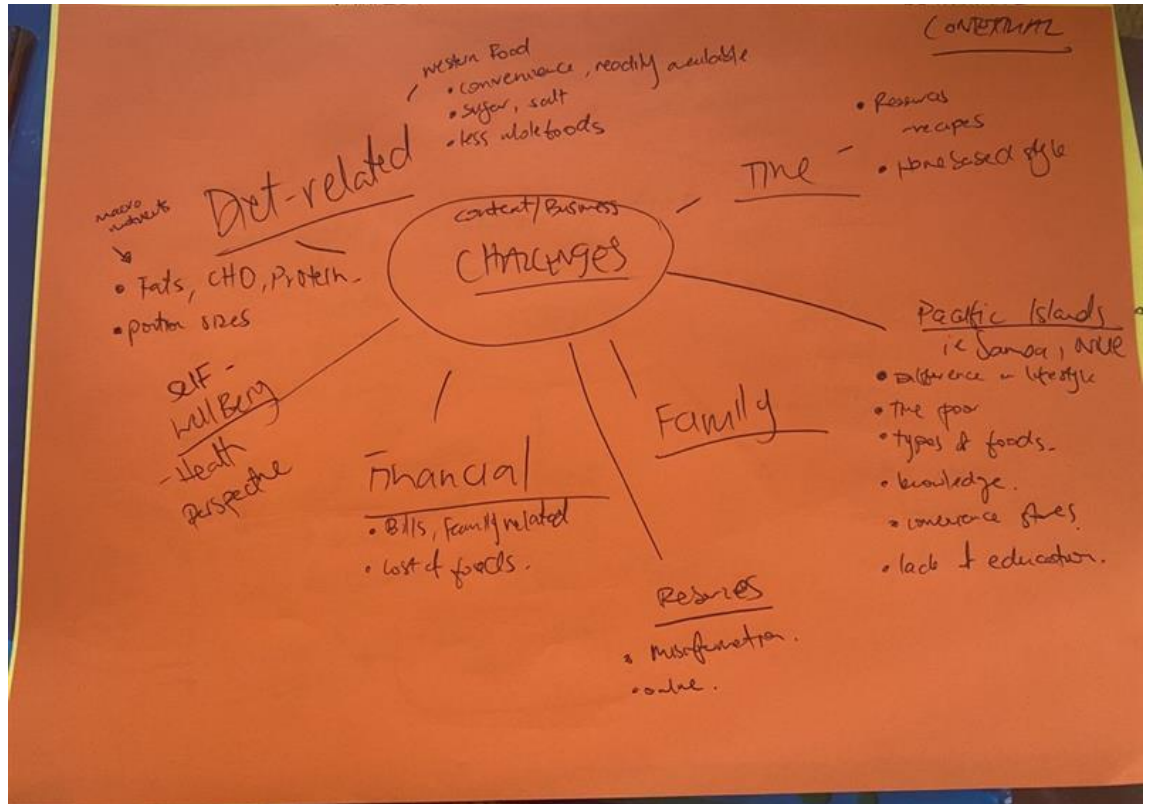 CONTEXTUAL
Western Food
• convenience, readily available
• sugar, salt
• less wholefoods
Diet-related
macro
nutrients
• Fats, CHO, Protein.
• portion sizes
Content/Business
CHALLENGES
Time
• Resources
-recipes
• Home based style
Pacific Islands
ie Samoa, NIUE
• Difference in lifestyle
• The poor
• types of foods.
• knowledge.
• convenience stores.
• lack of education.
Family
Resources
• misinformation.
• online.
Financial
• Bills, Family related
• Cost of foods.
SELF -
WellBeing
- Health
Perspective